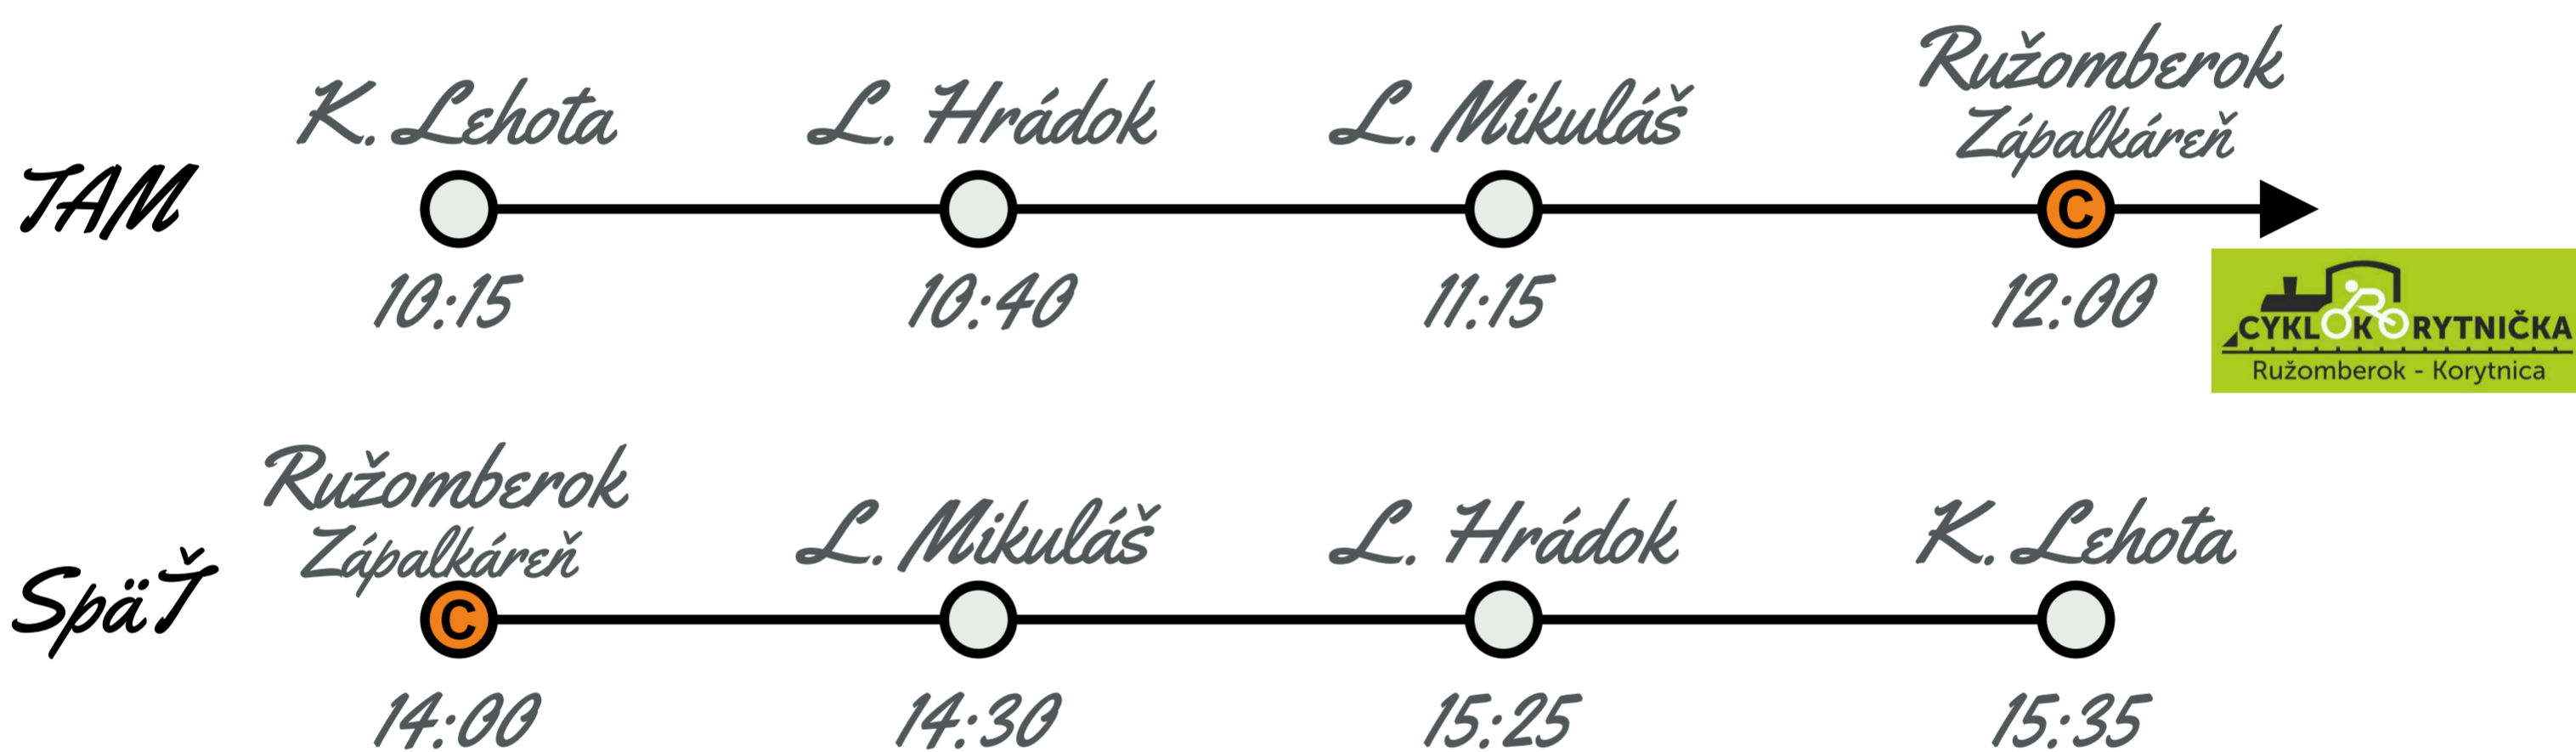 Ružomberok
K. Lehota L. Hrádok L. Mikuláš Zápalkáreň
TAM
C
10:15 10:40 11:15 12:00
CYKLOKORYTNIČKA
Ružomberok - Korytnica
Ružomberok
Zápalkáreň L. Mikuláš L. Hrádok K. Lehota
SpäŤ
C
14:00 14:30 15:25 15:35